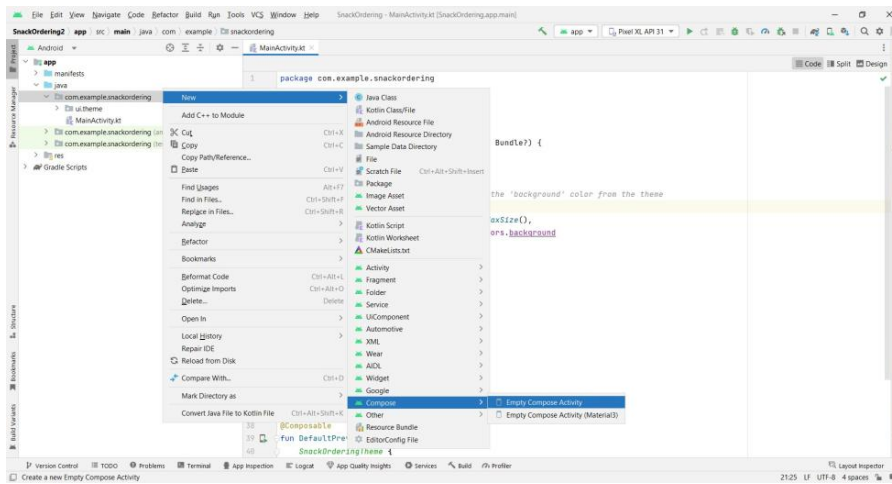 File Edit View Navigate Code Refactor Build Run Tools VCS Window Help SnackOrdering - MainActivity.kt [SnackOrdering.app.main]
SnackOrdering2 app src main java com example snackordering
app Pixel XL API 31
Android
MainActivity.kt
Code Split Design
Project
Resource Manager
Structure
Bookmarks
Build Variants
app
manifests
java
com.example.snackordering
ui.theme
MainActivity.kt
com.example.snackordering
com.example.snackordering
res
Gradle Scripts
1 package com.example.snackordering
Bundle?) {
the 'background' color from the theme
axSize(),
ors.background
38 @Composable
39 fun DefaultPre
40 SnackOrderingTheme {
New
Add C++ to Module
Cut Ctrl+X
Copy Ctrl+C
Copy Path/Reference...
Paste Ctrl+V
Find Usages Alt+F7
Find in Files... Ctrl+Shift+F
Replace in Files... Ctrl+Shift+R
Analyze
Refactor
Bookmarks
Reformat Code Ctrl+Alt+L
Optimize Imports Ctrl+Alt+O
Delete... Delete
Open In
Local History
Repair IDE
Reload from Disk
Compare With... Ctrl+D
Mark Directory as
Convert Java File to Kotlin File Ctrl+Alt+Shift+K
Java Class
Kotlin Class/File
Android Resource File
Android Resource Directory
Sample Data Directory
File
Scratch File Ctrl+Alt+Shift+Insert
Package
Image Asset
Vector Asset
Kotlin Script
Kotlin Worksheet
CMakeLists.txt
Activity
Fragment
Folder
Service
UiComponent
Automotive
XML
Wear
AIDL
Widget
Google
Compose
Other
Resource Bundle
EditorConfig File
Empty Compose Activity
Empty Compose Activity (Material3)
Version Control TODO Problems Terminal App Inspection Logcat App Quality Insights Services Build Profiler Layout Inspector
Create a new Empty Compose Activity 21:25 LF UTF-8 4 spaces